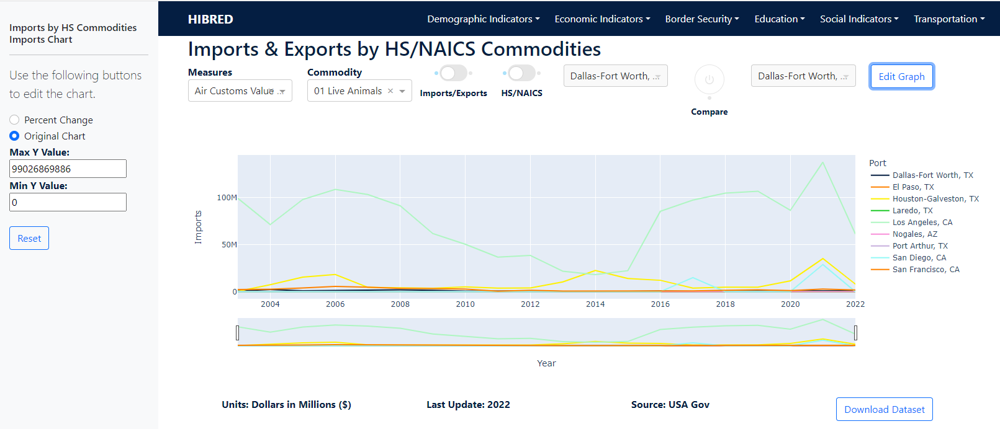 Imports by HS Commodities
Imports Chart
Use the following buttons
to edit the chart.
Percent Change
Original Chart
Max Y Value:
99026869886
Min Y Value:
0
Reset
HIBRED
Demographic Indicators
Economic Indicators
Border Security
Education
Social Indicators
Transportation
Imports & Exports by HS/NAICS Commodities
Measures
Air Customs Value ...
Commodity
01 Live Animals ×
Imports/Exports
HS/NAICS
Dallas-Fort Worth, ...
Compare
Dallas-Fort Worth, ...
Edit Graph
Imports
100M
50M
0
2004 2006 2008 2010 2012 2014 2016 2018 2020 2022
Year
Port
Dallas-Fort Worth, TX
El Paso, TX
Houston-Galveston, TX
Laredo, TX
Los Angeles, CA
Nogales, AZ
Port Arthur, TX
San Diego, CA
San Francisco, CA
Units: Dollars in Millions ($)
Last Update: 2022
Source: USA Gov
Download Dataset